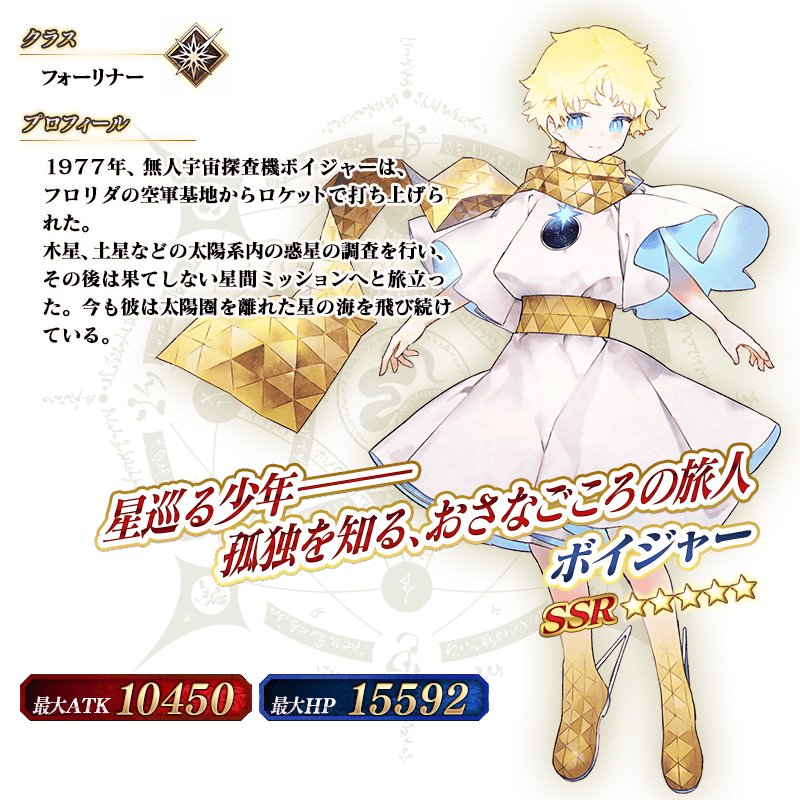 クラス
フォーリナー
プロフィール
1977年、無人宇宙探査機ボイジャーは、
フロリダの空軍基地からロケットで打ち上げら
れた。
木星、土星などの太陽系内の惑星の調査を行い、
その後は果てしない星間ミッションへと旅立っ
た。今も彼は太陽圏を離れた星の海を飛び続け
ている。
星巡る少年――
孤独を知る、おさなごころの旅人
ボイジャー
SSR
最大ATK 10450
最大HP 15592